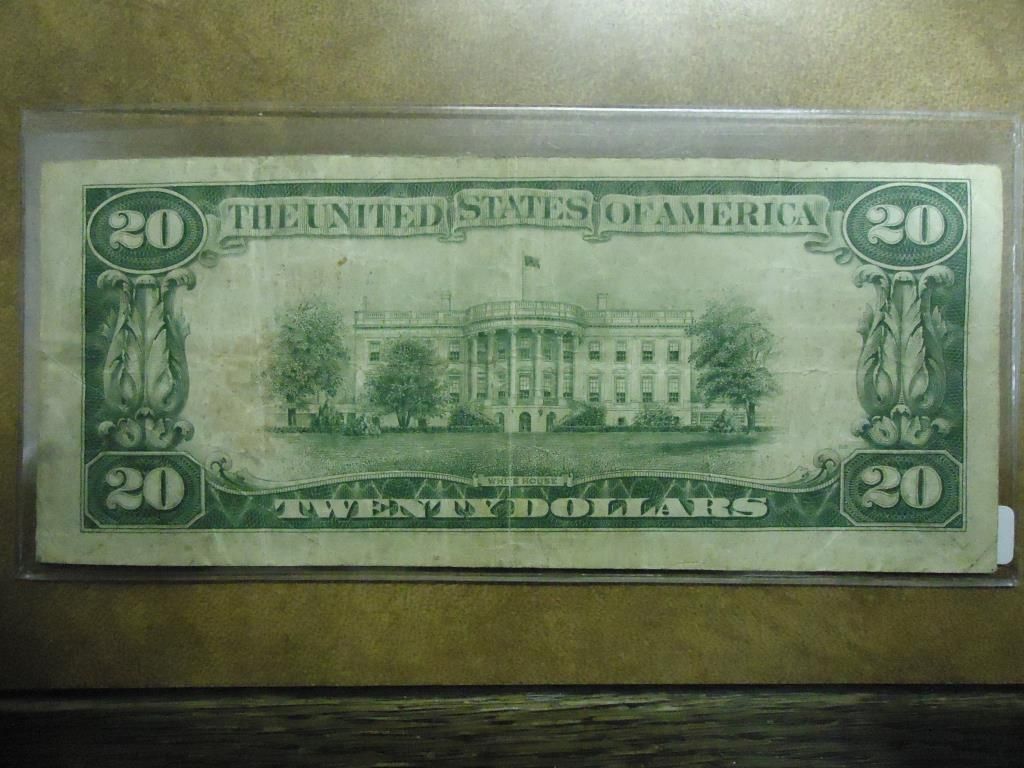 20 THE UNITED STATES OF AMERICA 20
WHITE HOUSE
20 TWENTY DOLLARS 20